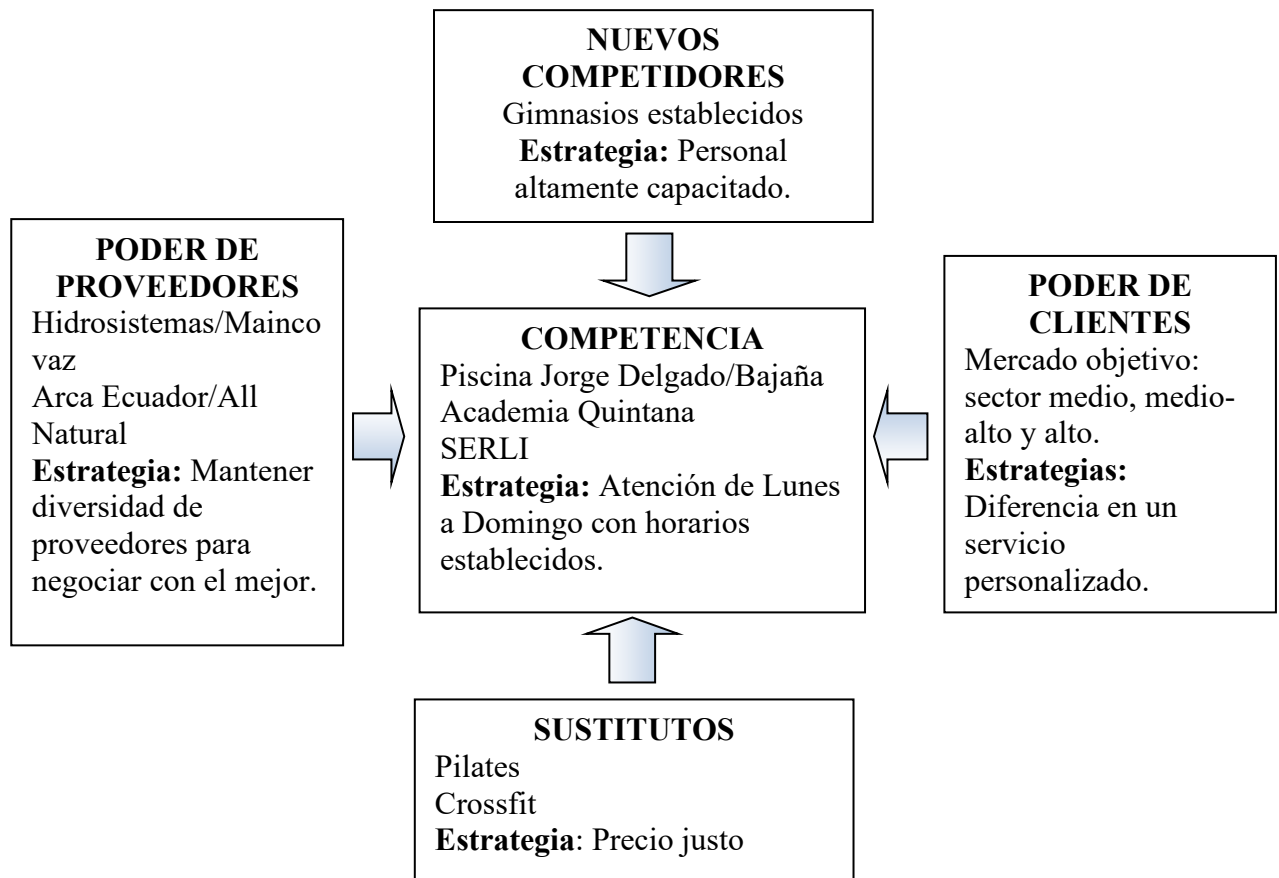 NUEVOS
COMPETIDORES
Gimnasios establecidos
Estrategia: Personal
altamente capacitado.
PODER DE
PROVEEDORES
Hidrosistemas/Mainco
vaz
Arca Ecuador/All
Natural
Estrategia: Mantener
diversidad de
proveedores para
negociar con el mejor.
COMPETENCIA
Piscina Jorge Delgado/Bajaña
Academia Quintana
SERLI
Estrategia: Atención de Lunes
a Domingo con horarios
establecidos.
PODER DE
CLIENTES
Mercado objetivo:
sector medio, medio-
alto y alto.
Estrategias:
Diferencia en un
servicio
personalizado.
SUSTITUTOS
Pilates
Crossfit
Estrategia: Precio justo